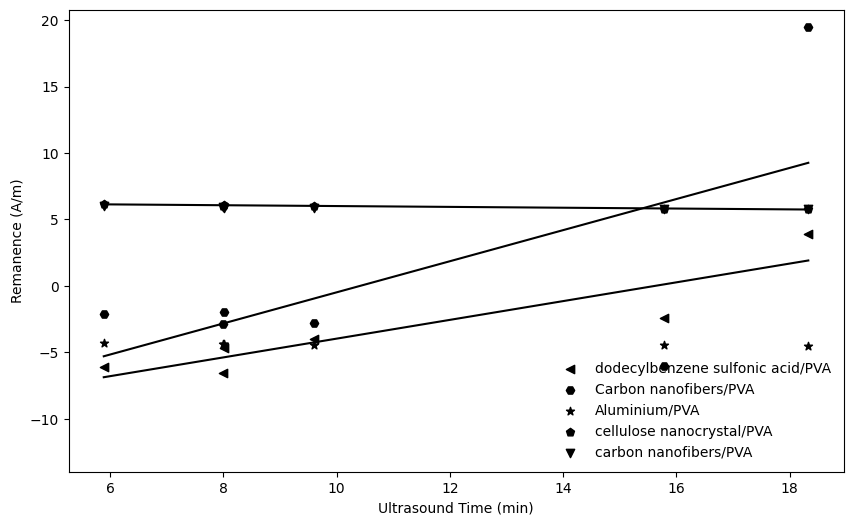 20
15
10
5
0
−5
−10
Remanence (A/m)
dodecylbenzene sulfonic acid/PVA
Carbon nanofibers/PVA
Aluminium/PVA
cellulose nanocrystal/PVA
carbon nanofibers/PVA
6 8 10 12 14 16 18
Ultrasound Time (min)